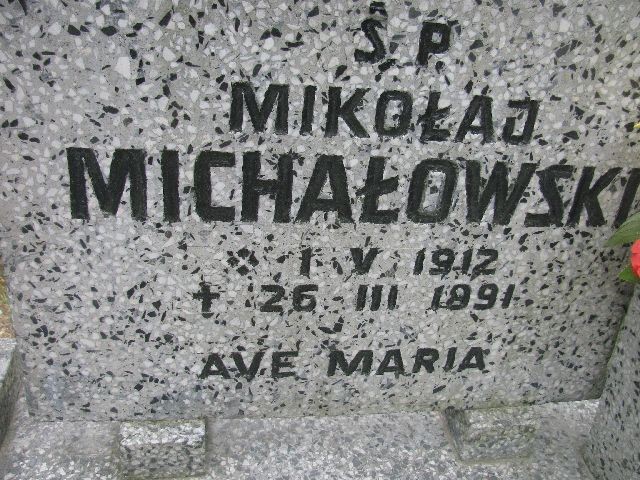 Ś.P.
MIKOŁAJ
MICHAŁOWSKI
* 1 V 1912
+ 26 III 1991
AVE MARIA